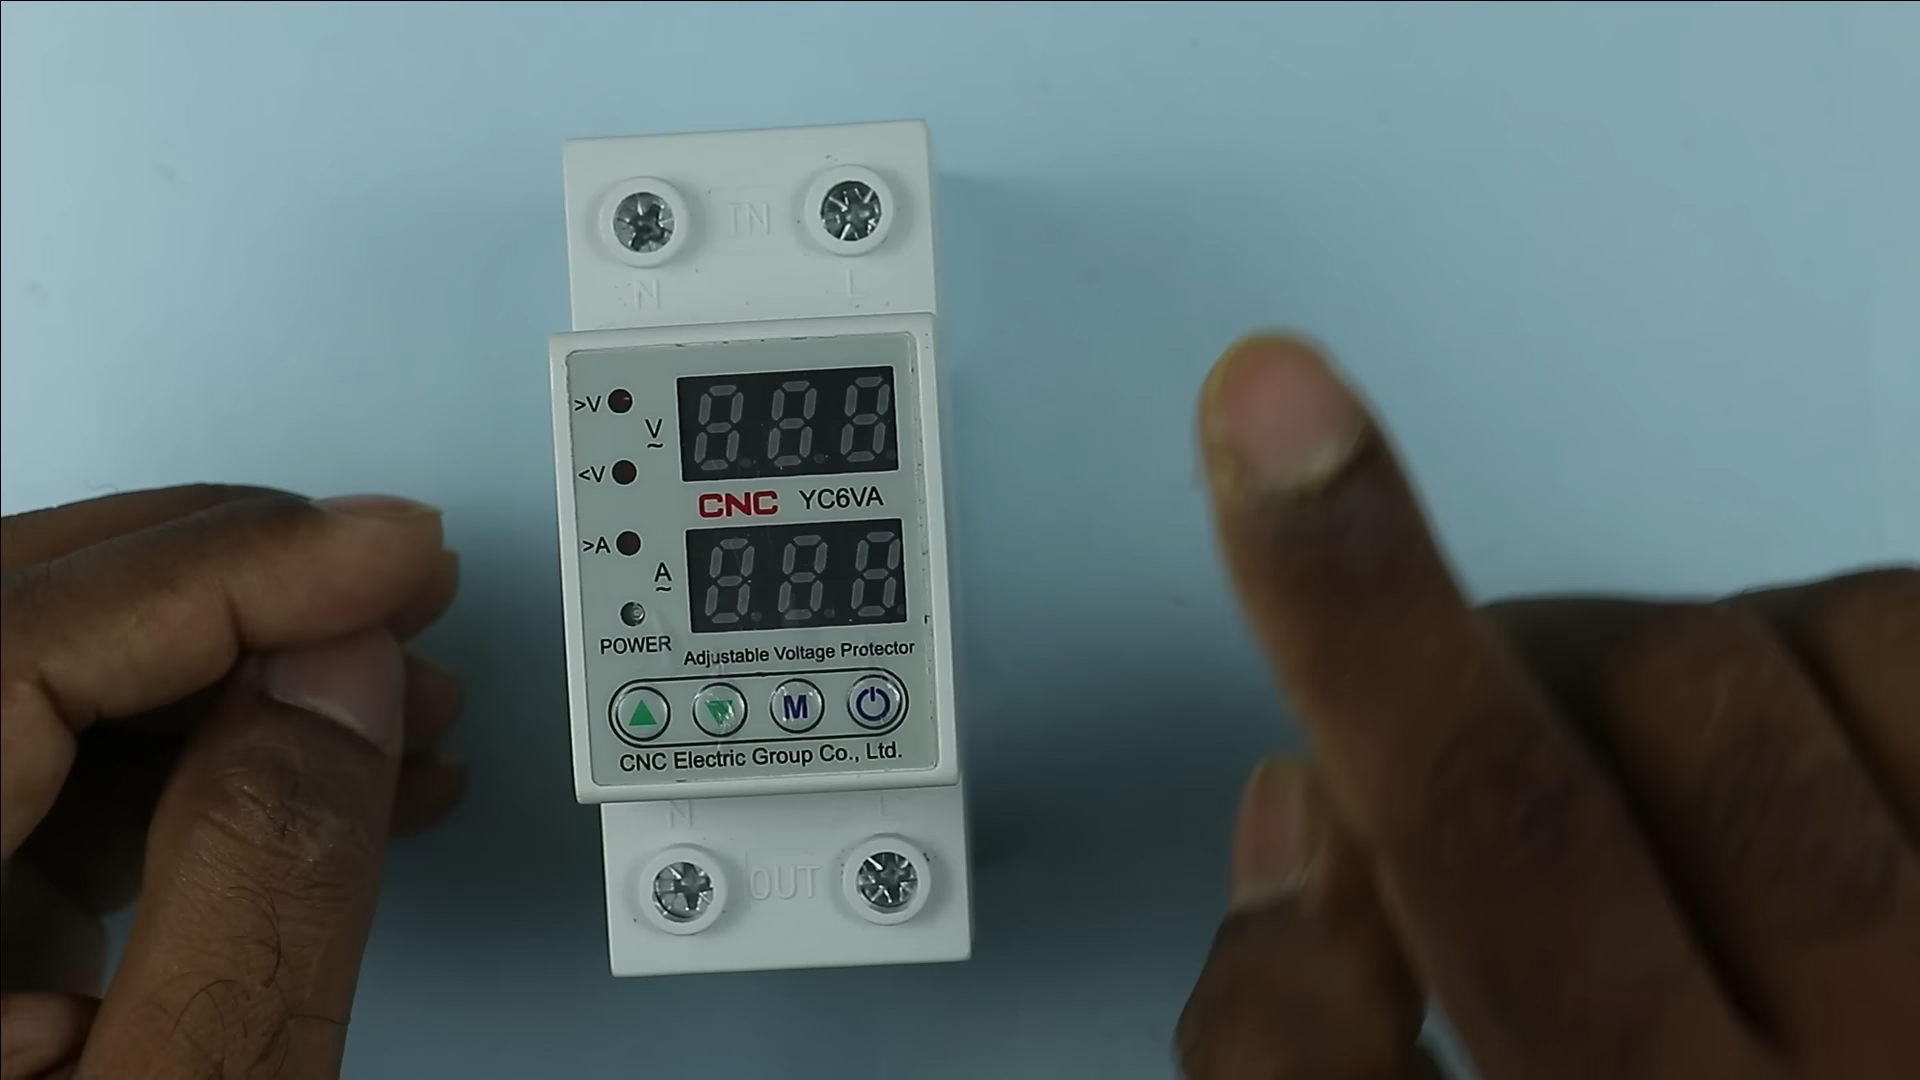 IN
N L
>V
V
<V
CNC YC6VA
>A
A
POWER
Adjustable Voltage Protector
M
CNC Electric Group Co., Ltd.
N L
OUT